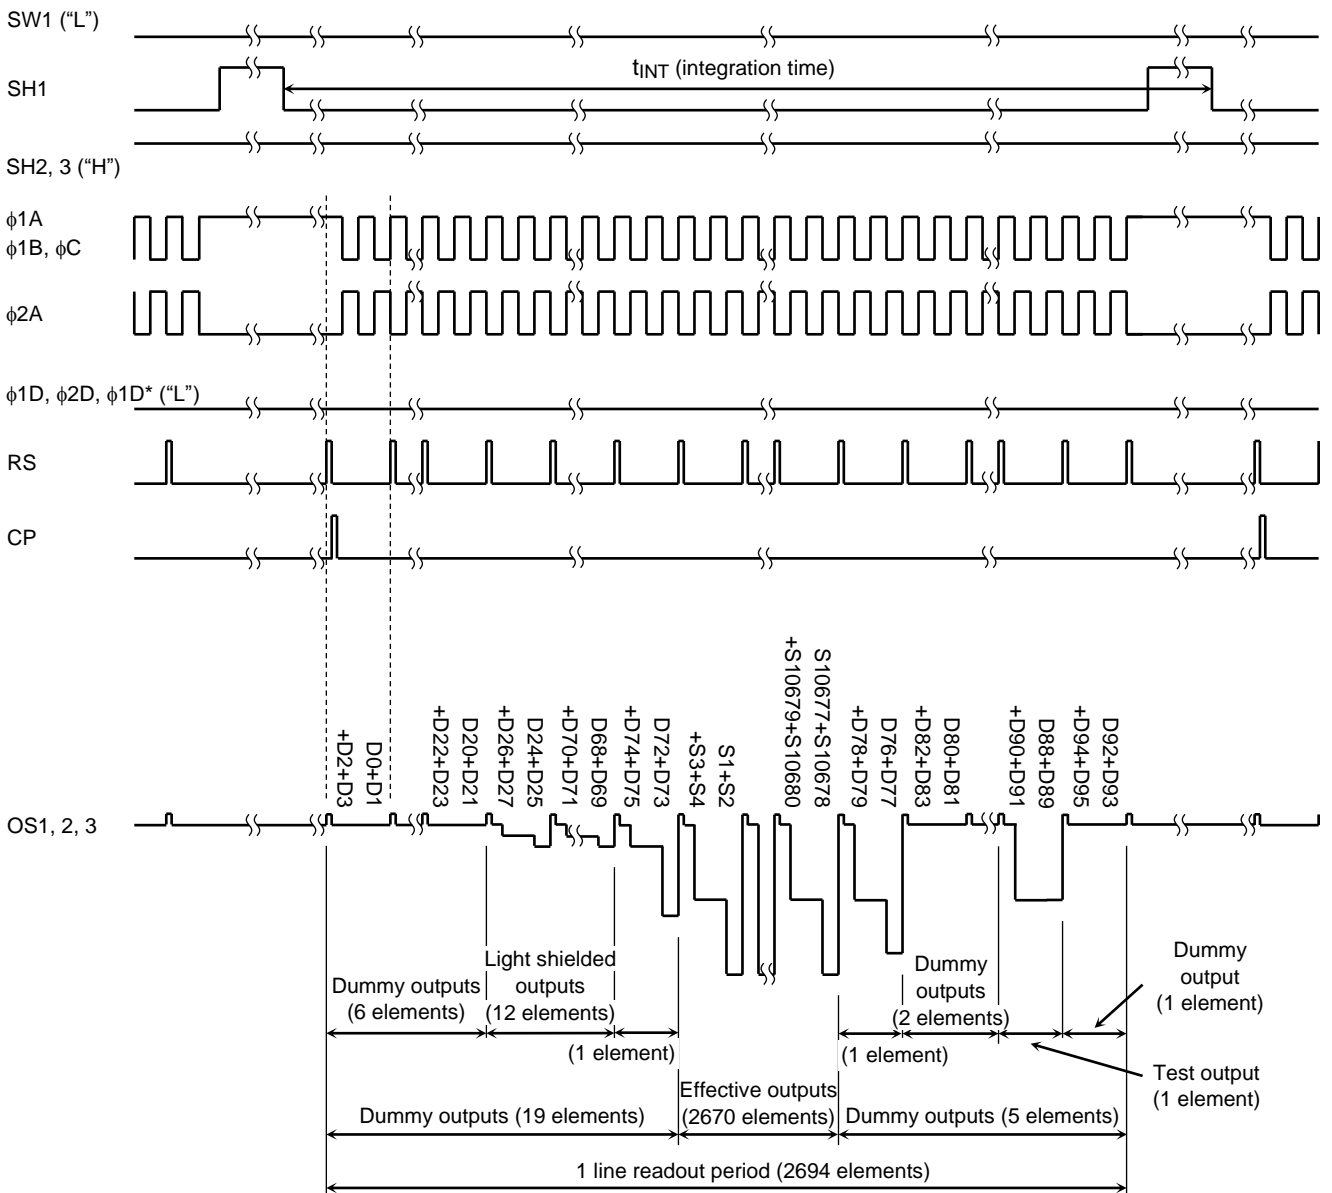 SW1 (“L”)
tINT (integration time)
SH1
SH2, 3 (“H”)
ϕ1A
ϕ1B, ϕC
ϕ2A
ϕ1D, ϕ2D, ϕ1D* (“L”)
RS
CP
D0+D1
+D2+D3
D20+D21
+D22+D23
D24+D25
+D26+D27
D68+D69
+D70+D71
D72+D73
+D74+D75
S1+S2
+S3+S4
S10677+S10678
+S10679+S10680
D76+D77
+D78+D79
D80+D81
+D82+D83
D88+D89
+D90+D91
D92+D93
+D94+D95
OS1, 2, 3
Dummy outputs
(6 elements)
Light shielded
outputs
(12 elements)
(1 element)
Dummy
outputs
(2 elements)
(1 element)
Dummy
output
(1 element)
Test output
(1 element)
Dummy outputs (19 elements)
Effective outputs
(2670 elements)
Dummy outputs (5 elements)
1 line readout period (2694 elements)